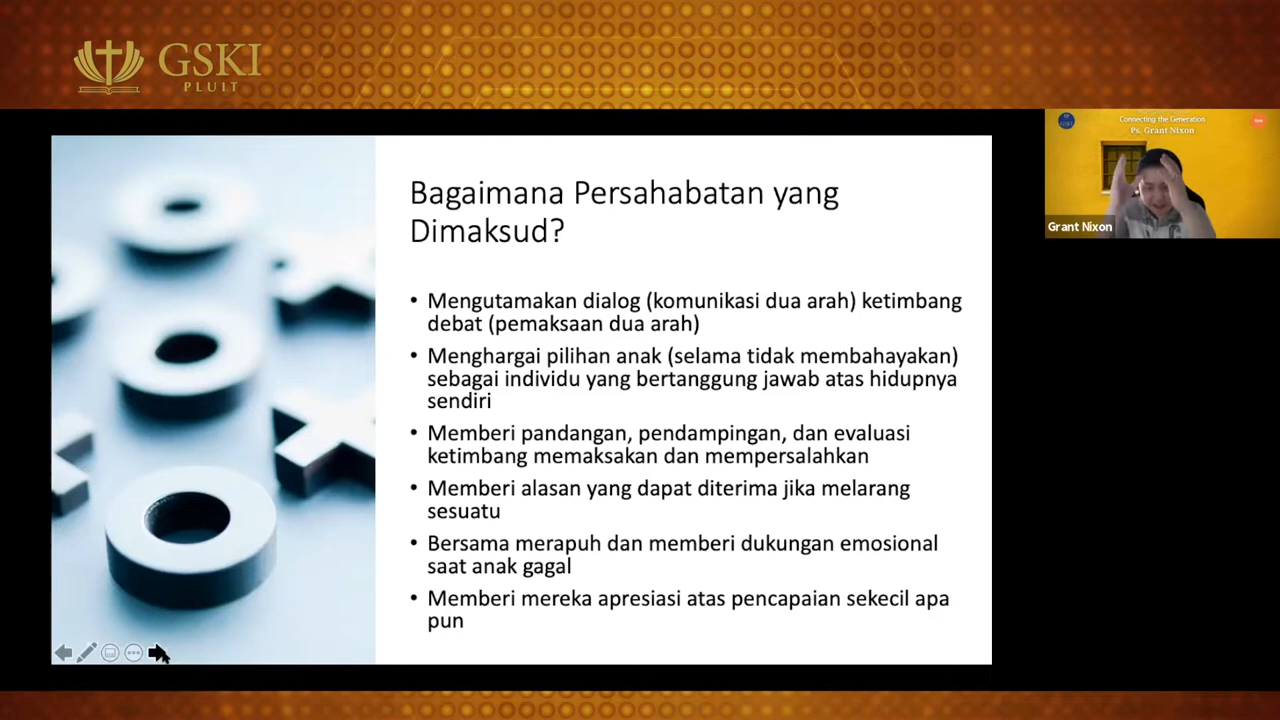 GSKI
PLUIT
Connecting the Generation
Ps. Grant Nixon
Grant Nixon
Bagaimana Persahabatan yang
Dimaksud?
• Mengutamakan dialog (komunikasi dua arah) ketimbang
debat (pemaksaan dua arah)
• Menghargai pilihan anak (selama tidak membahayakan)
sebagai individu yang bertanggung jawab atas hidupnya
sendiri
• Memberi pandangan, pendampingan, dan evaluasi
ketimbang memaksakan dan mempersalahkan
• Memberi alasan yang dapat diterima jika melarang
sesuatu
• Bersama merapuh dan memberi dukungan emosional
saat anak gagal
• Memberi mereka apresiasi atas pencapaian sekecil apa
pun